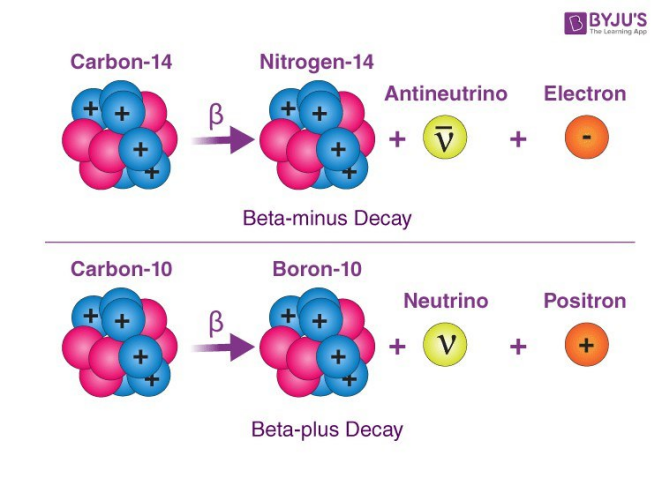 BYJU'S
The Learning App
Carbon-14
Nitrogen-14
Antineutrino
Electron
β
+ + + +
+ + + +
+
ν̄
+
-
Beta-minus Decay
Carbon-10
Boron-10
Neutrino
Positron
β
+ + + +
+ + + +
+
ν
+
+
Beta-plus Decay